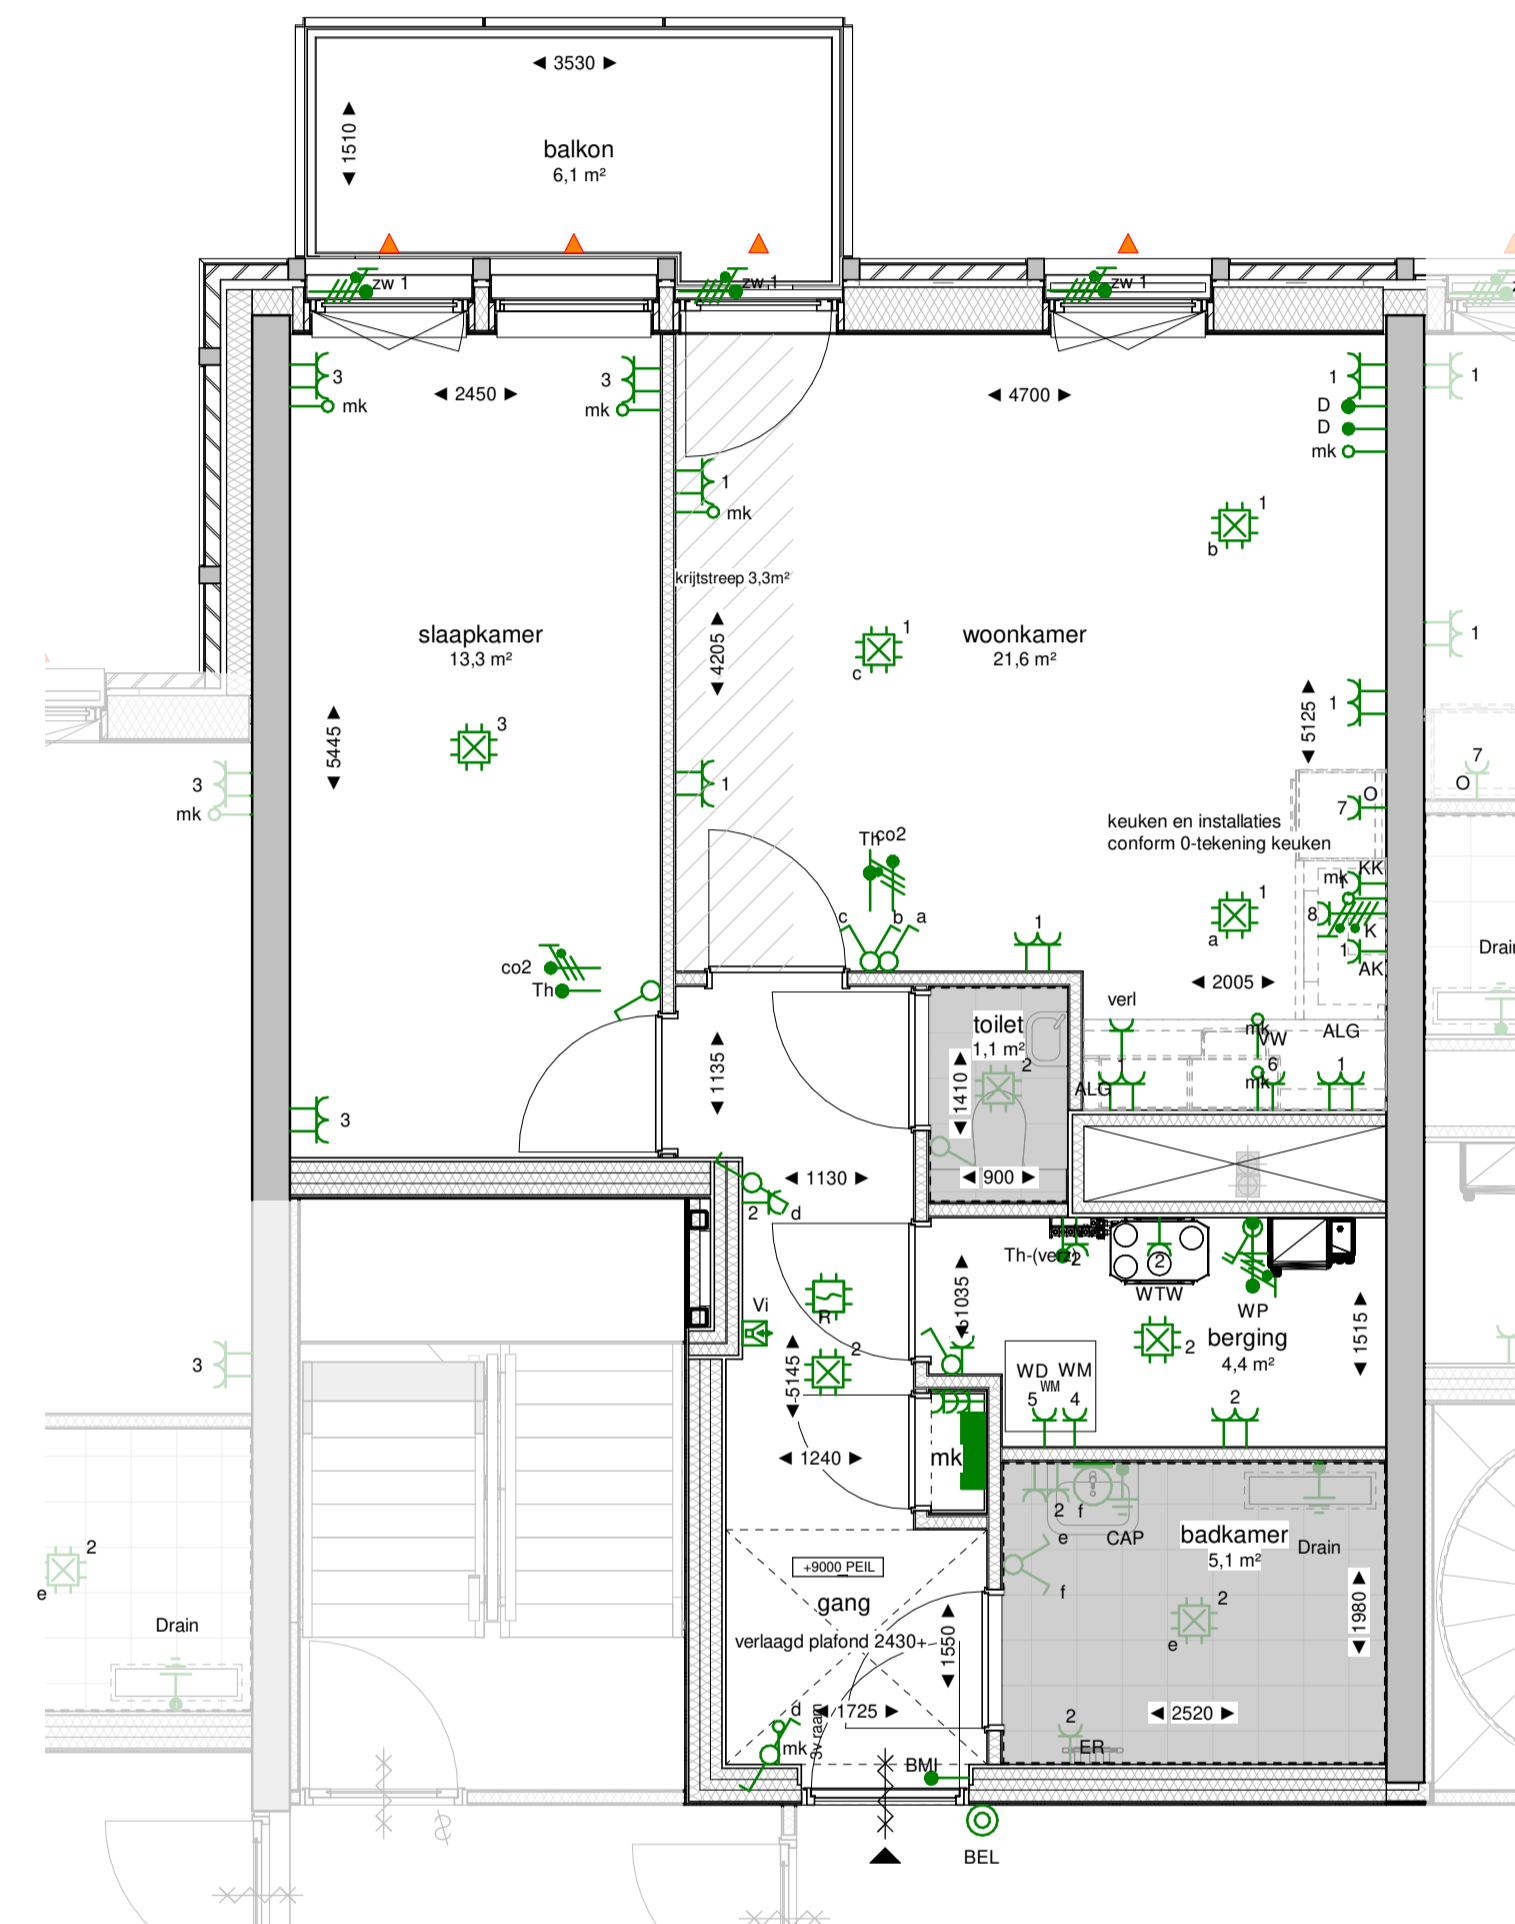 3530
1510
balkon
6,1 m²
zw 1
zw 1
zw 1
3
mk
2450
3
mk
4700
1
D
D
mk
1
1
mk
1
b
krijtstreep 3,3m²
slaapkamer
13,3 m²
4205
1
c
woonkamer
21,6 m²
1
5125
1
3
5445
3
mk
1
7
O
7
O
keuken en installaties
conform 0-tekening keuken
Th
co2
KK
mk
1
8
K
1
AK
c
b
a
1
1
a
co2
Th
2005
Drain
verl
mk
VW
ALG
toilet
1,1 m²
2
1135
1410
1
ALG
6
mk
1
3
1130
900
2
d
Th-(verz)
2
2
WTW
WP
Vi
R
1035
berging
4,4 m²
2
1515
3
2
5145
WD
WM
WM
5
4
2
1240
mk
2
f
CAP
e
f
badkamer
5,1 m²
Drain
2
e
+9000 PEIL
gang
verlaagd plafond 2430+
1550
2
e
1980
Drain
d
1725
3v raam
mk
2520
2
ER
BMI
BEL